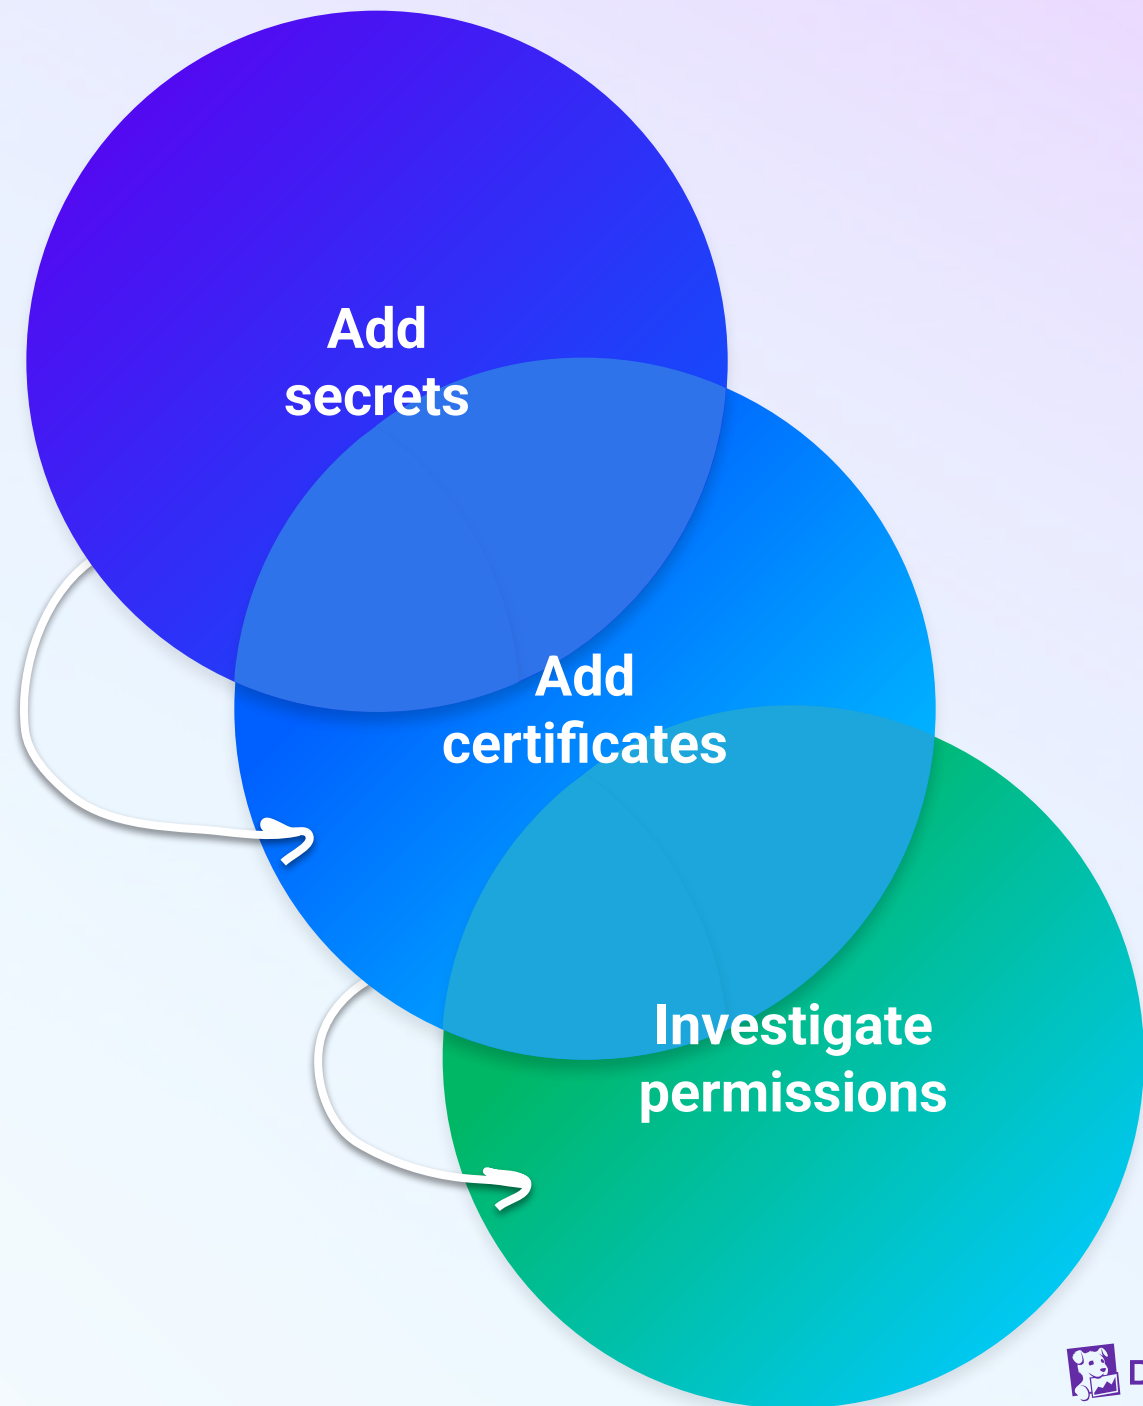 Add
secrets
Add
certificates
Investigate
permissions